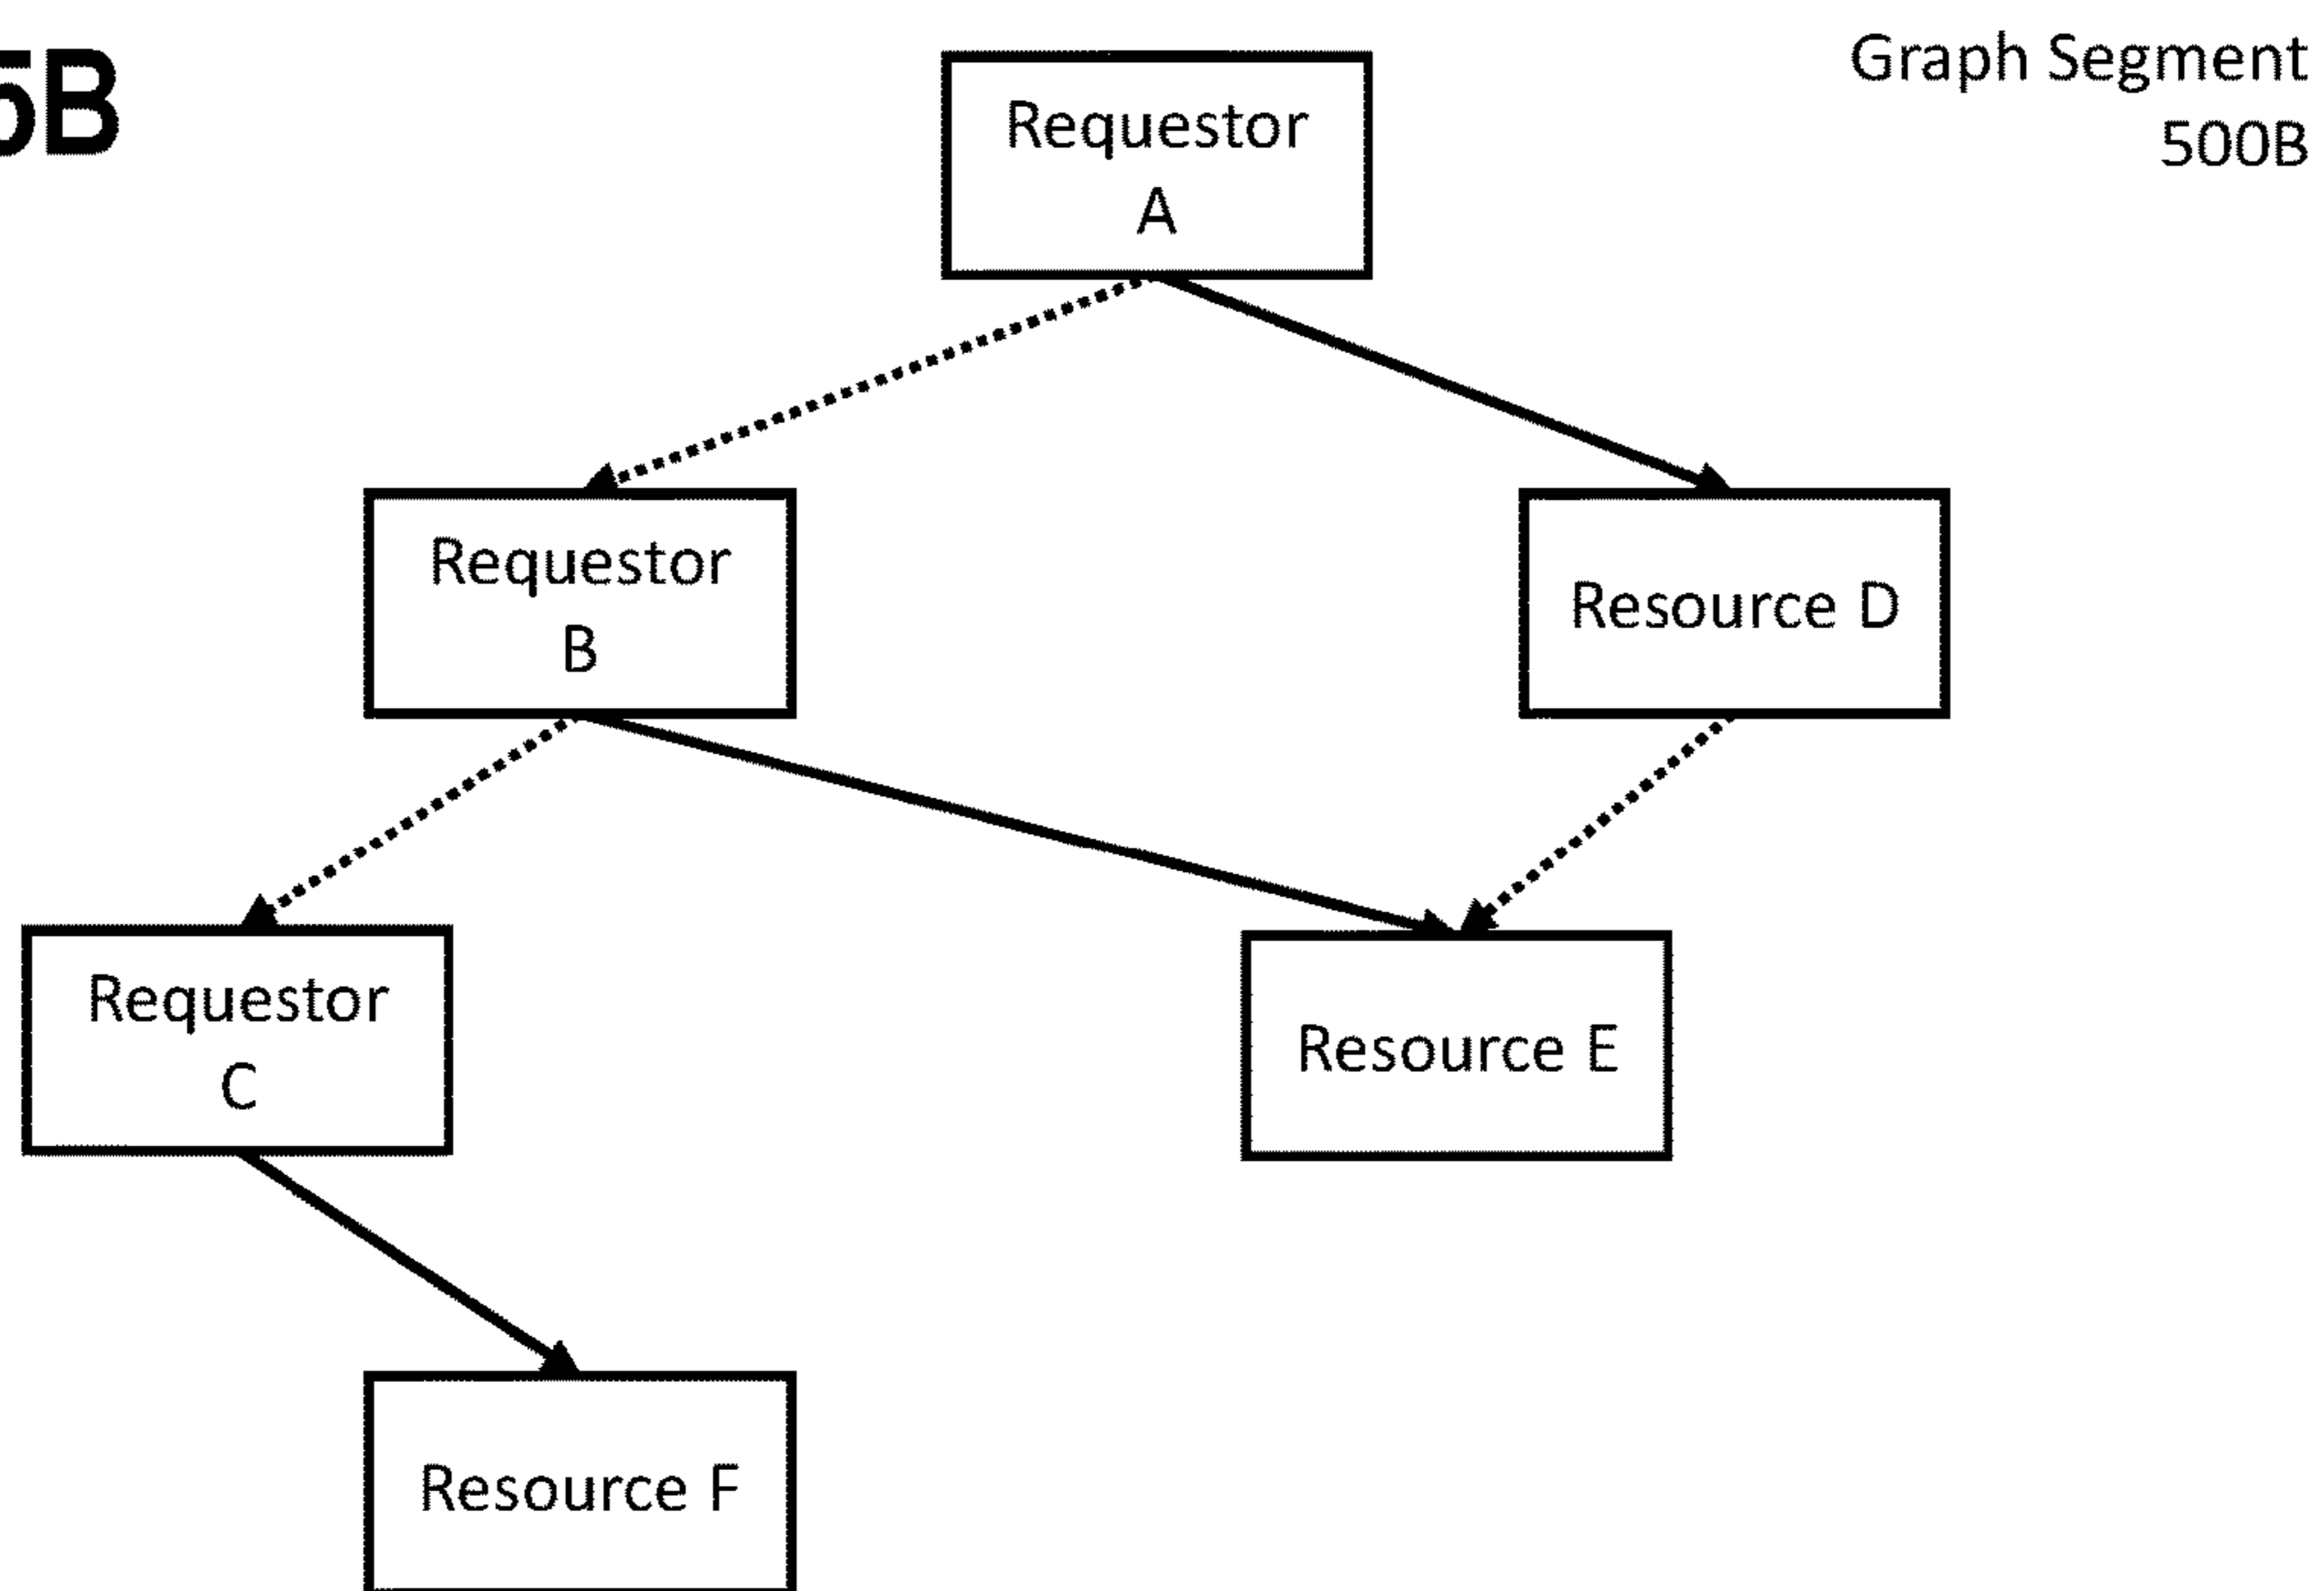 5B
Graph Segment
500B
Requestor
A
Requestor
B
Resource D
Requestor
C
Resource E
Resource F